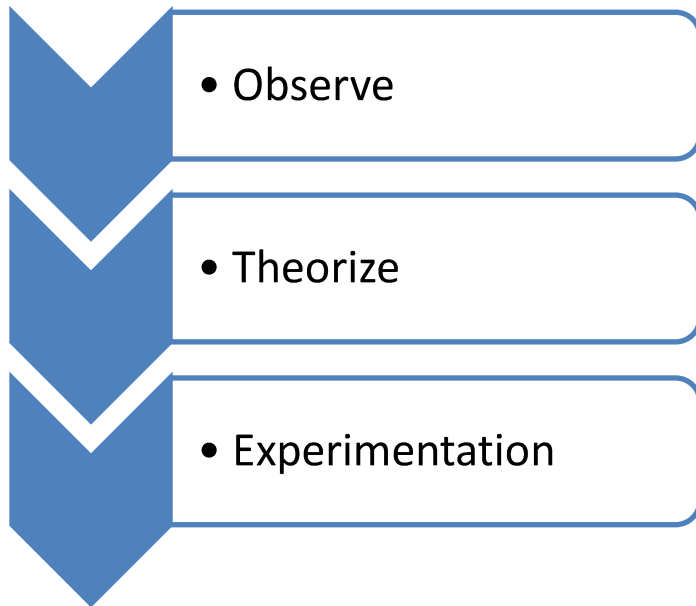 • Observe
• Theorize
• Experimentation